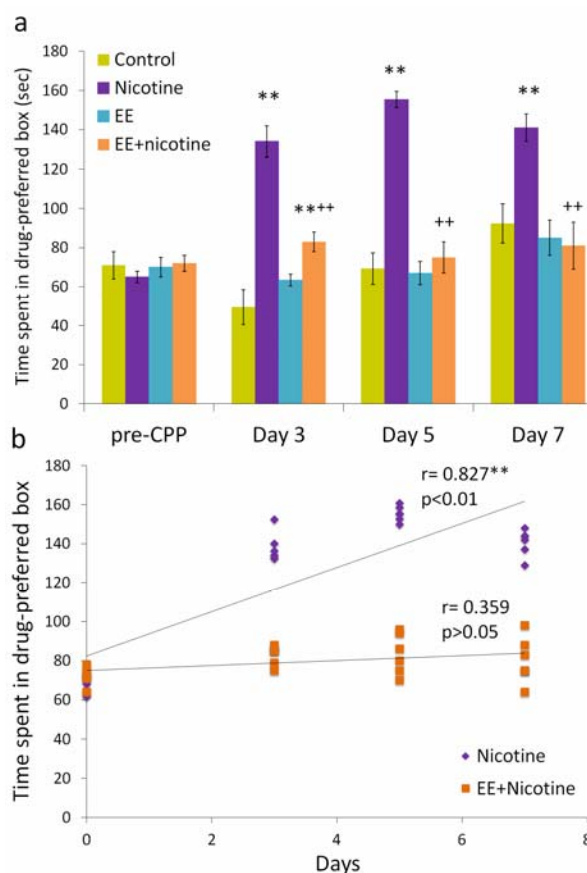 a
180
160
140
120
100
80
60
40
20
0
Time spent in drug-preferred box (sec)
Control
Nicotine
EE
EE+nicotine
**
**++
**
++
**
++
pre-CPP
Day 3
Day 5
Day 7
b
180
160
140
120
100
80
60
40
20
0
Time spent in drug-preferred box
r= 0.827**
p<0.01
r= 0.359
p>0.05
Nicotine
EE+Nicotine
0
2
4
6
8
Days